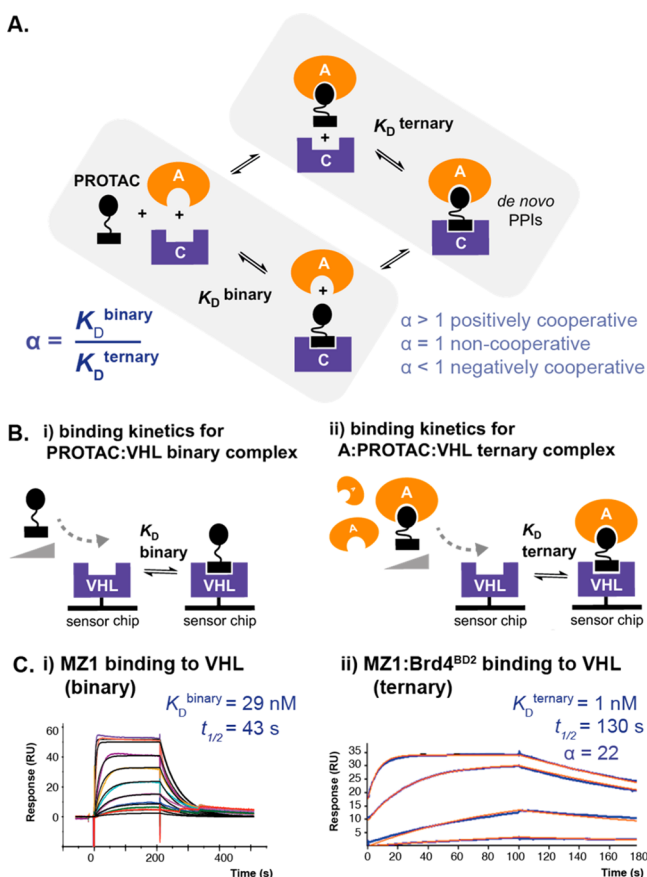 A.
A
C
+
K_D ternary
PROTAC
A
+
+
C
A
C
de novo
PPIs
K_D binary
A
+
C
α = K_D^binary / K_D^ternary
α > 1 positively cooperative
α = 1 non-cooperative
α < 1 negatively cooperative
B.
i) binding kinetics for
PROTAC:VHL binary complex
K_D
binary
VHL
VHL
sensor chip
sensor chip
ii) binding kinetics for
A:PROTAC:VHL ternary complex
A
A
A
K_D
ternary
A
VHL
VHL
sensor chip
sensor chip
C.
i) MZ1 binding to VHL
(binary)
K_D^binary = 29 nM
t_1/2 = 43 s
Response (RU)
60
40
20
0
0
200
400
Time (s)
ii) MZ1:Brd4^BD2 binding to VHL
(ternary)
K_D^ternary = 1 nM
t_1/2 = 130 s
α = 22
Response (RU)
35
30
25
20
15
10
5
0
20
40
60
80
100
120
140
160
180
Time (s)